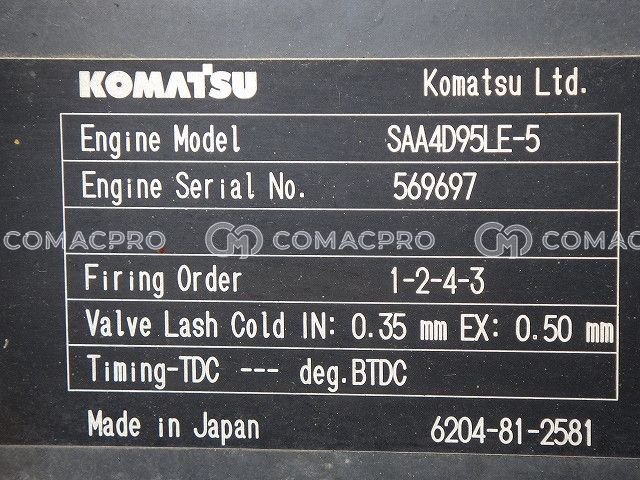 KOMATSU Komatsu Ltd.
Engine Model SAA4D95LE-5
Engine Serial No. 569697
COMACPRO COMACPRO COMACPRO
Firing Order 1-2-4-3
Valve Lash Cold IN: 0.35 mm EX: 0.50 mm
Timing-TDC --- deg.BTDC
Made in Japan 6204-81-2581